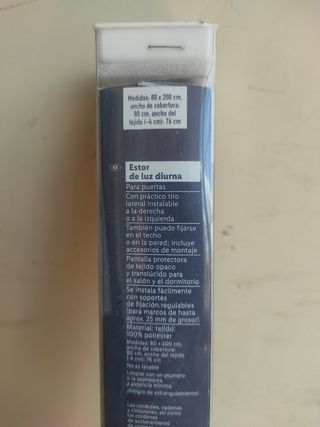 Medidas: 80 x 200 cm,
ancho de cobertura:
80 cm, ancho del
tejido (-4 cm): 76 cm
ES
Estor
de luz diurna
Para puertas
Con práctico tiro
lateral instalable
a la derecha
o a la izquierda
También puede fijarse
en el techo
o en la pared; incluye
accesorios de montaje
Pantalla protectora
de tejido opaco
y translúcido para
el salón y el dormitorio
Se instala fácilmente
con soportes
de fijación regulables
(para marcos de hasta
aprox. 25 mm de grosor)
Material: tejido:
100% poliéster
Medidas: 80 x 200 cm,
ancho de cobertura:
80 cm, ancho del tejido
(-4 cm): 76 cm
No es lavable
Limpiar con un plumero
o la aspiradora
a potencia mínima
¡Peligro de estrangulamiento!
Los cordones, cadenas
y cinturones, así como
los cordones
de accionamiento